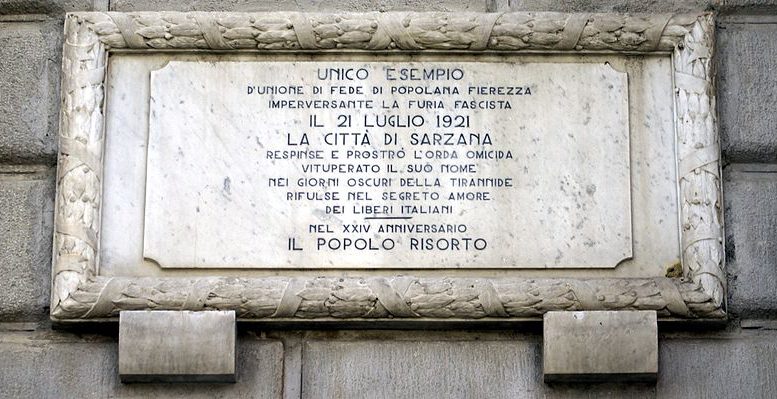 UNICO ESEMPIO
D'UNIONE DI FEDE DI POPOLANA FIEREZZA
IMPERVERSANTE LA FURIA FASCISTA
IL 21 LUGLIO 1921
LA CITTÀ DI SARZANA
RESPINSE E PROSTRÒ L'ORDA OMICIDA
VITUPERATO IL SUO NOME
NEI GIORNI OSCURI DELLA TIRANNIDE
RIFULSE NEL SEGRETO AMORE
DEI LIBERI ITALIANI
NEL XXIV ANNIVERSARIO
IL POPOLO RISORTO